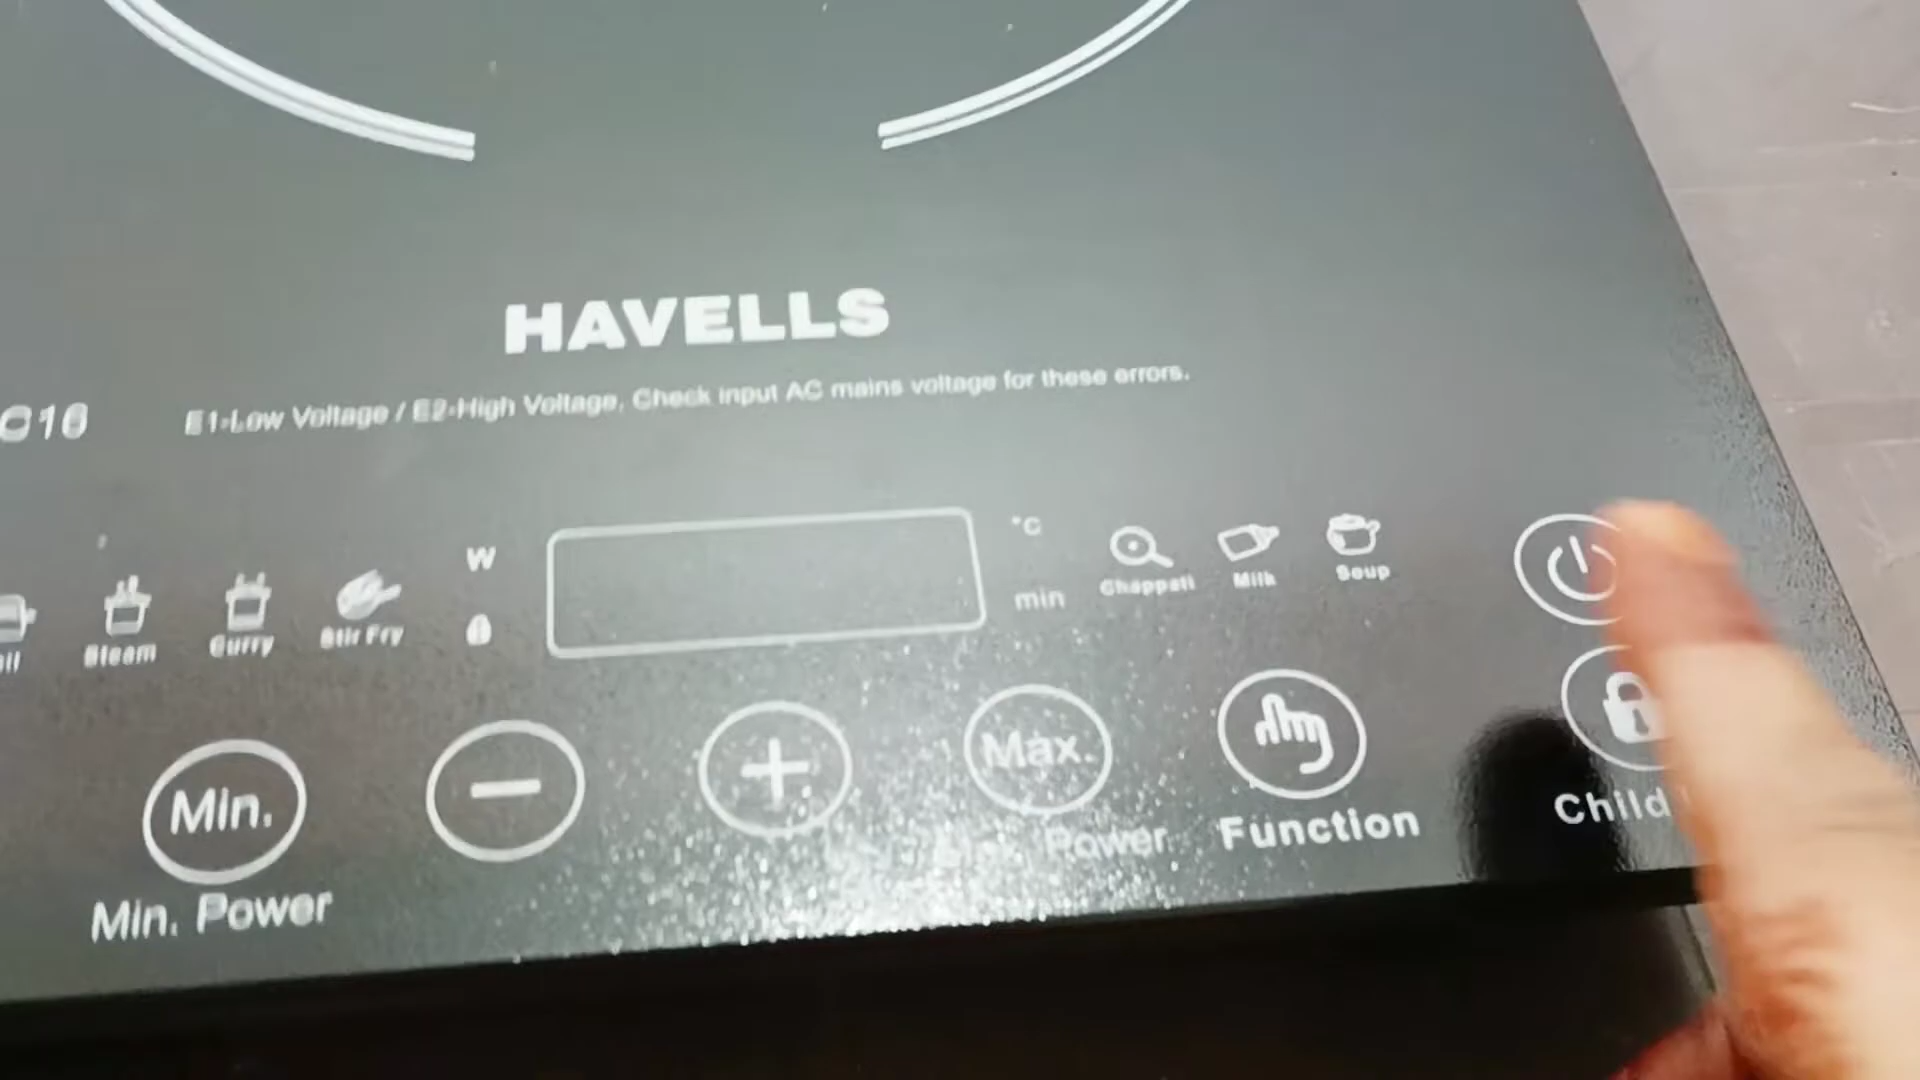 HAVELLS
C16
E1-Low Voltage / E2-High Voltage, Check input AC mains voltage for these errors.
W
°C
min
Steam
Curry
Stir Fry
Chappati
Milk
Soup
Min.
Max.
Min. Power
Power
Function
Child